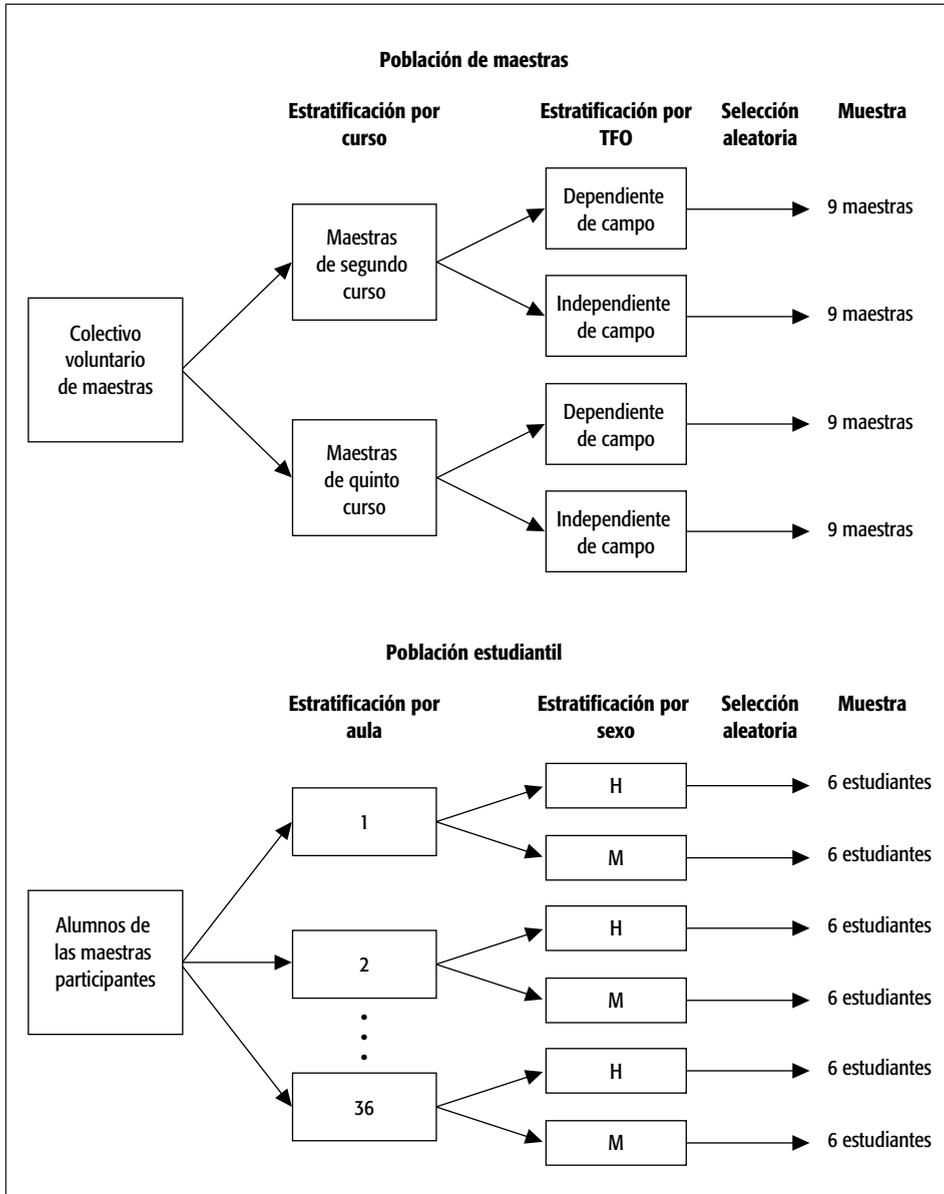 Población de maestras
Estratificación por
curso
Estratificación por
TFO
Selección
aleatoria
Muestra
Colectivo
voluntario
de maestras
Maestras
de segundo
curso
Dependiente
de campo
9 maestras
Independiente
de campo
9 maestras
Maestras
de quinto
curso
Dependiente
de campo
9 maestras
Independiente
de campo
9 maestras
Población estudiantil
Estratificación por
aula
Estratificación por
sexo
Selección
aleatoria
Muestra
Alumnos de
las maestras
participantes
1
H
6 estudiantes
M
6 estudiantes
2
H
6 estudiantes
M
6 estudiantes
36
H
6 estudiantes
M
6 estudiantes